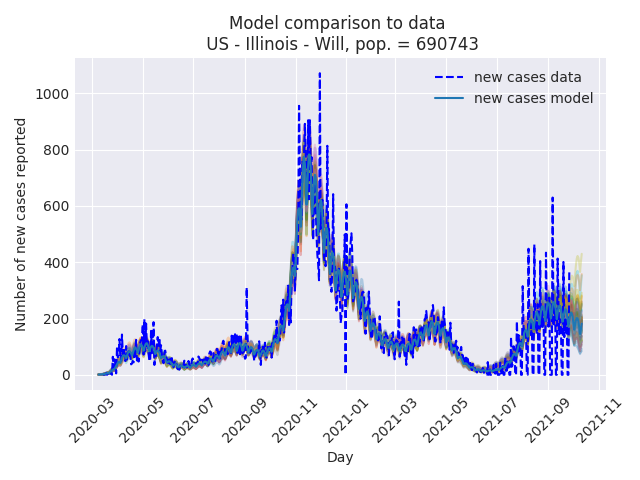 Model comparison to data
US - Illinois - Will, pop. = 690743
new cases data
new cases model
Number of new cases reported
1000
800
600
400
200
0
2020-03
2020-05
2020-07
2020-09
2020-11
2021-01
2021-03
2021-05
2021-07
2021-09
2021-11
Day